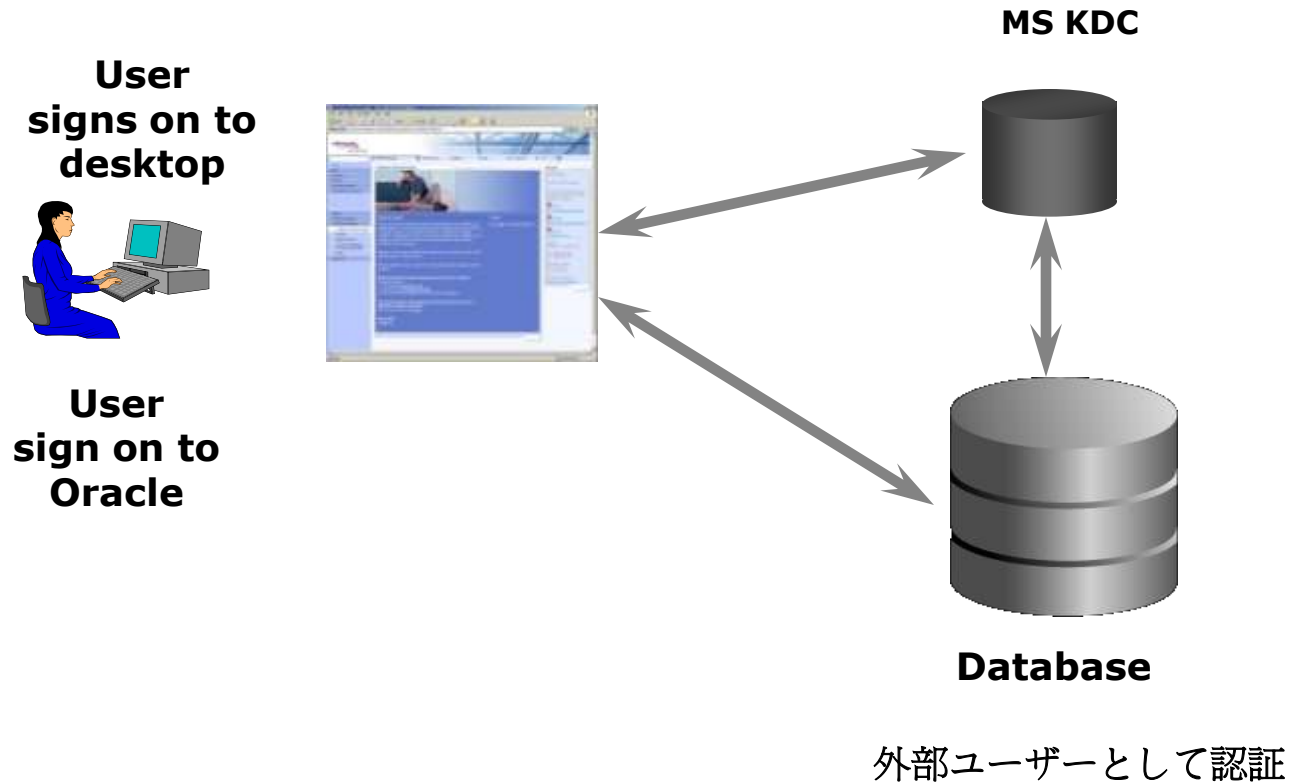 MS KDC
User
signs on to
desktop
User
sign on to
Oracle
Database
外部ユーザーとして認証